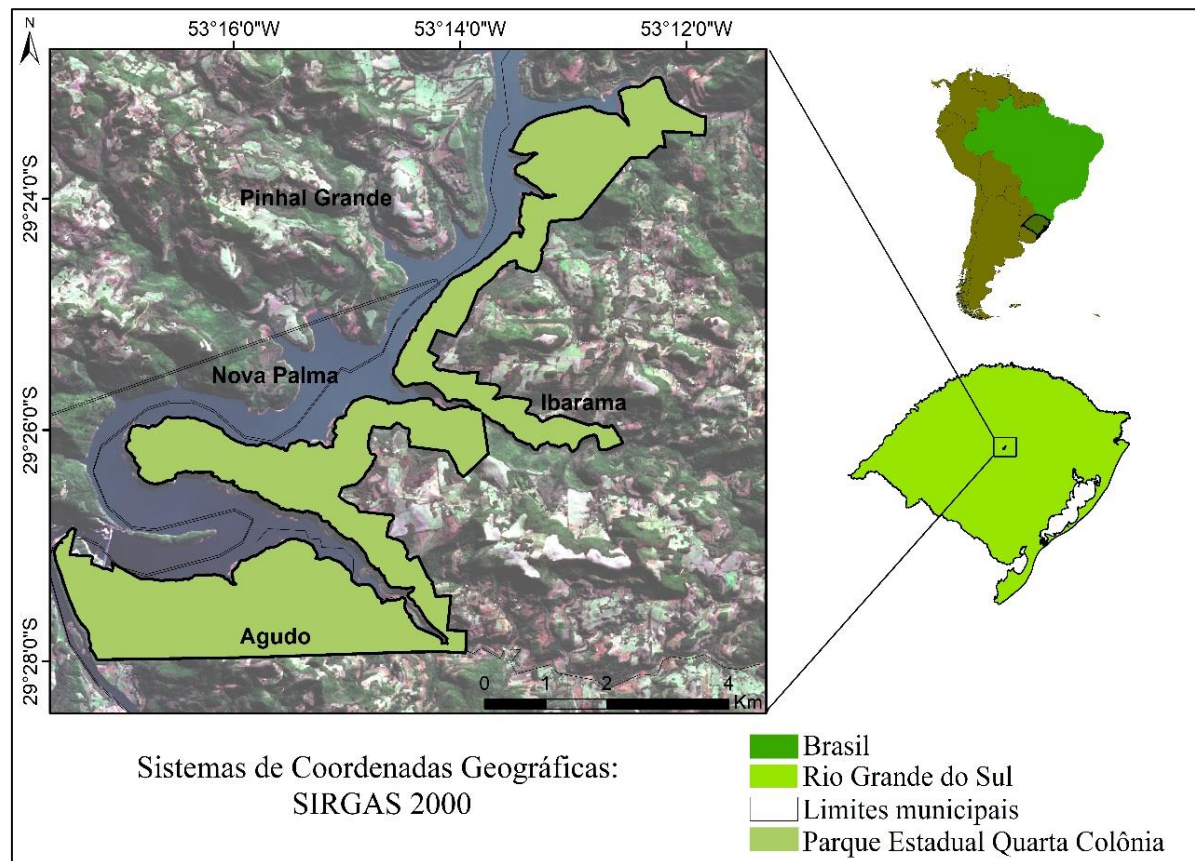 N
53°16'0"W
53°14'0"W
53°12'0"W
29°24'0"S
29°26'0"S
29°28'0"S
Pinhal Grande
Nova Palma
Ibarama
Agudo
0 1 2 4
Km
Sistemas de Coordenadas Geográficas:
SIRGAS 2000
Brasil
Rio Grande do Sul
Limites municipais
Parque Estadual Quarta Colônia